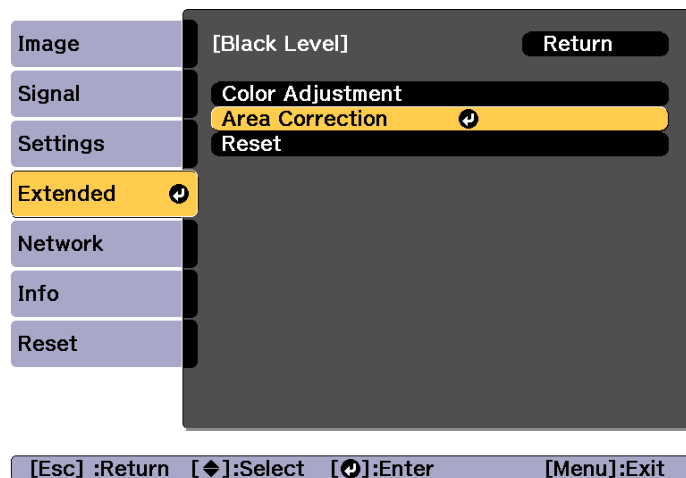 Image
Signal
Settings
Extended
Network
Info
Reset
[Black Level]
Return
Color Adjustment
Area Correction
Reset
[Esc] :Return [◆]:Select [↵]:Enter [Menu]:Exit